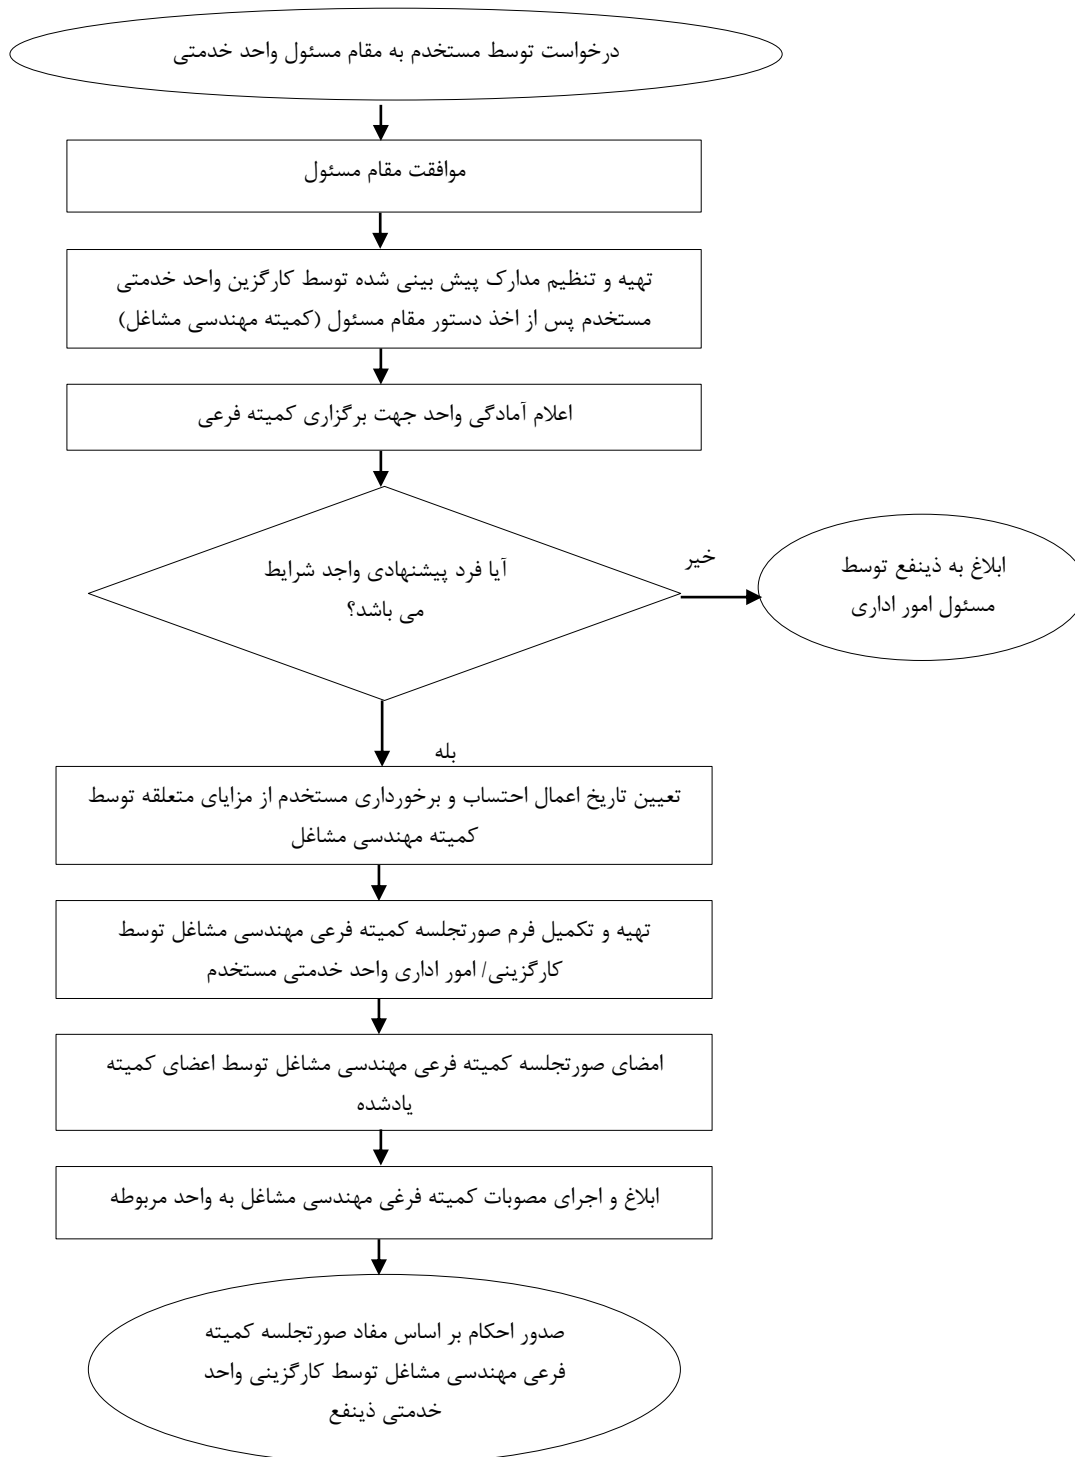 درخواست توسط مستخدم به مقام مسئول واحد خدمتی
موافقت مقام مسئول
تهیه و تنظیم مدارک پیش بینی شده توسط کارگزین واحد خدمتی
مستخدم پس از اخذ دستور مقام مسئول (کمیته مهندسی مشاغل)
اعلام آمادگی واحد جهت برگزاری کمیته فرعی
آیا فرد پیشنهادی واجد شرایط
می باشد؟
خیر
ابلاغ به ذینفع توسط
مسئول امور اداری
بله
تعیین تاریخ اعمال احتساب و برخورداری مستخدم از مزایای متعلقه توسط
کمیته مهندسی مشاغل
تهیه و تکمیل فرم صورتجلسه کمیته فرعی مهندسی مشاغل توسط
کارگزینی/ امور اداری واحد خدمتی مستخدم
امضای صورتجلسه کمیته فرعی مهندسی مشاغل توسط اعضای کمیته
یادشده
ابلاغ و اجرای مصوبات کمیته فرغی مهندسی مشاغل به واحد مربوطه
صدور احکام بر اساس مفاد صورتجلسه کمیته
فرعی مهندسی مشاغل توسط کارگزینی واحد
خدمتی ذینفع